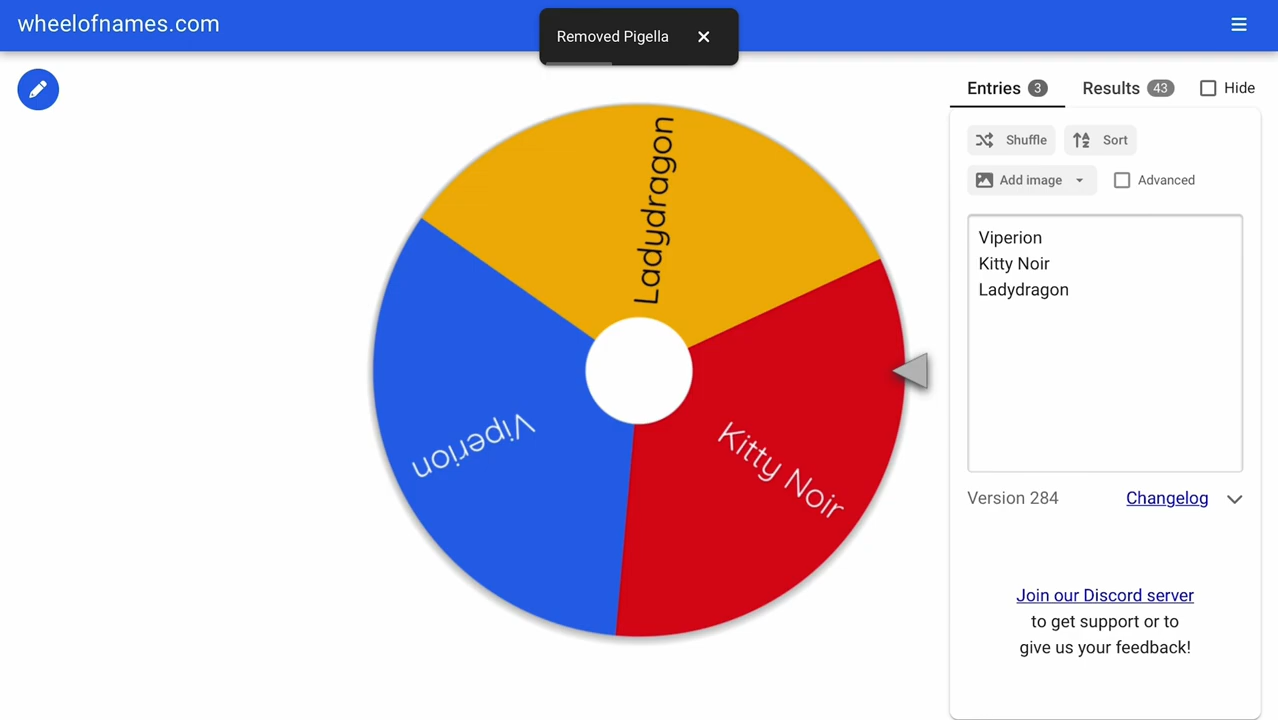 wheelofnames.com
Removed Pigella
Entries 3
Results 43
Hide
Shuffle
Sort
Add image
Advanced
Viperion
Kitty Noir
Ladydragon
Ladydragon
Viperion
Kitty Noir
Version 284
Changelog
Join our Discord server
to get support or to
give us your feedback!